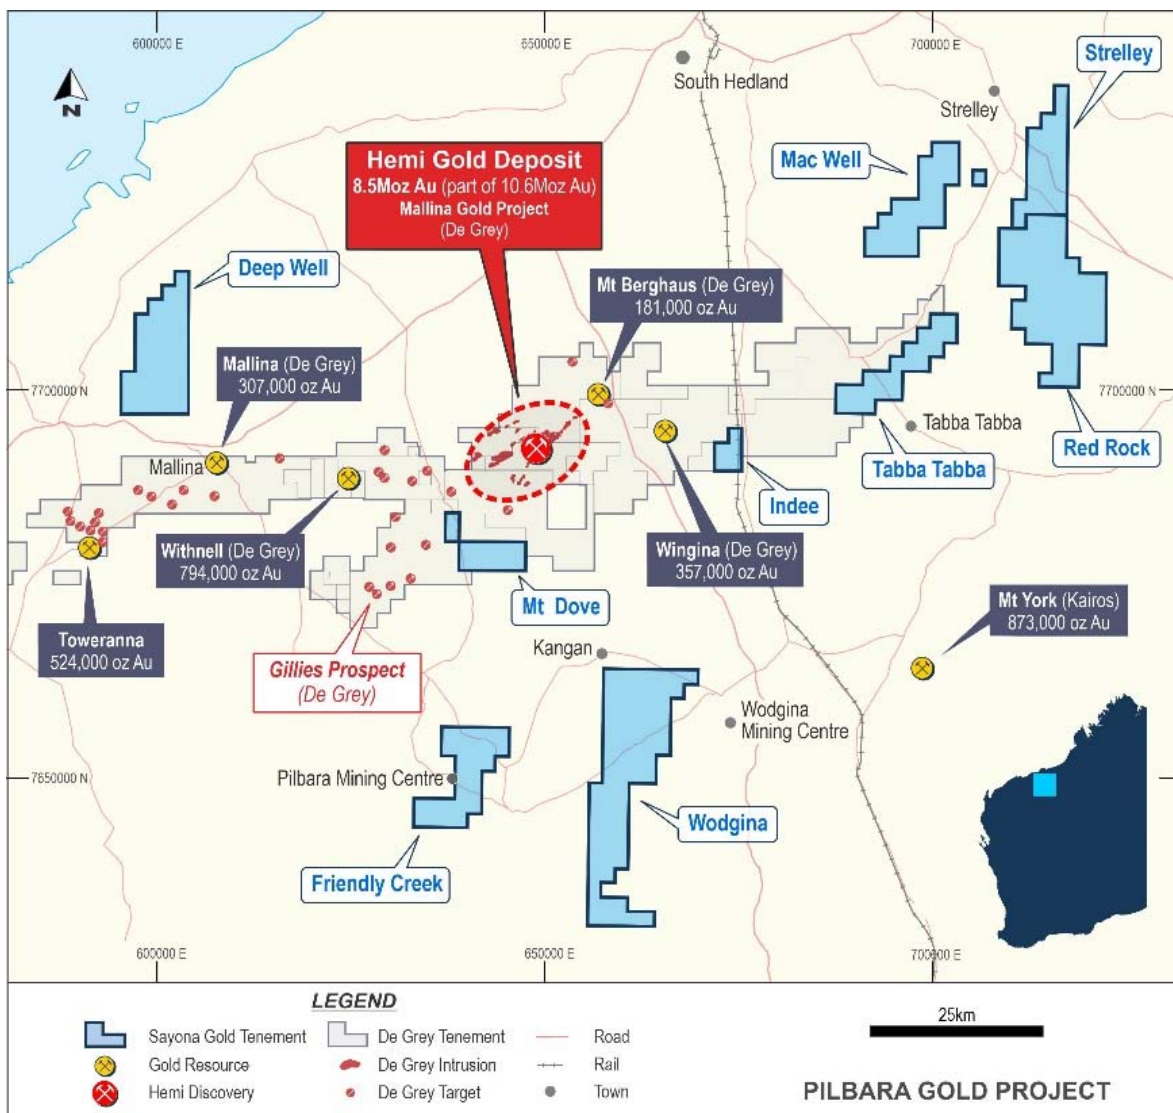 600000 E
650000 E
700000 E
Strelley
South Hedland
Strelley
N
Hemi Gold Deposit
8.5Moz Au (part of 10.6Moz Au)
Mallina Gold Project
(De Grey)
Mac Well
Deep Well
Mt Berghaus (De Grey)
181,000 oz Au
Mallina (De Grey)
307,000 oz Au
7700000 N
7700000 N
Tabba Tabba
Red Rock
Mallina
Tabba Tabba
Indee
Withnell (De Grey)
794,000 oz Au
Wingina (De Grey)
357,000 oz Au
Mt Dove
Mt York (Kairos)
873,000 oz Au
Toweranna
524,000 oz Au
Kangan
Gillies Prospect
(De Grey)
Wodgina
Mining Centre
7650000 N
Pilbara Mining Centre
Wodgina
Friendly Creek
600000 E
650000 E
700000 E
LEGEND
Sayona Gold Tenement
De Grey Tenement
Road
Gold Resource
De Grey Intrusion
Rail
Hemi Discovery
De Grey Target
Town
25km
PILBARA GOLD PROJECT